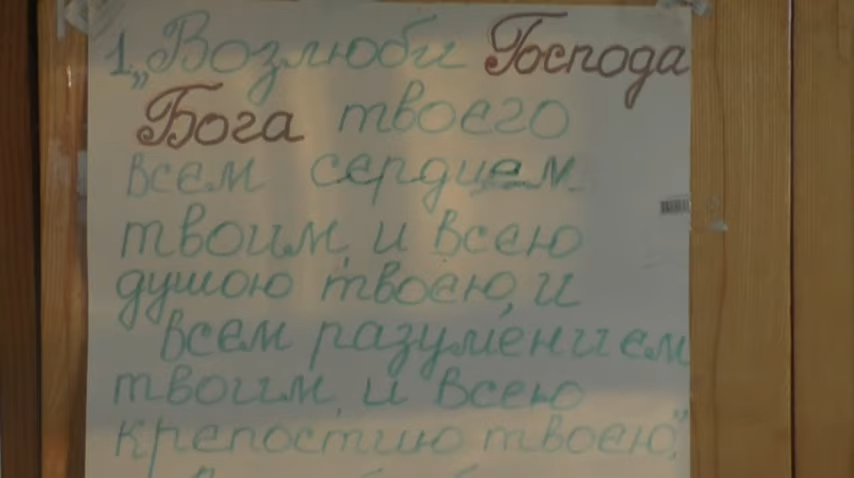 1. „Возлюби Господа
Бога твоего
всем сердцем
твоим, и всею
душою твоею, и
всем разумением
твоим, и всею
крепостию твоею,"